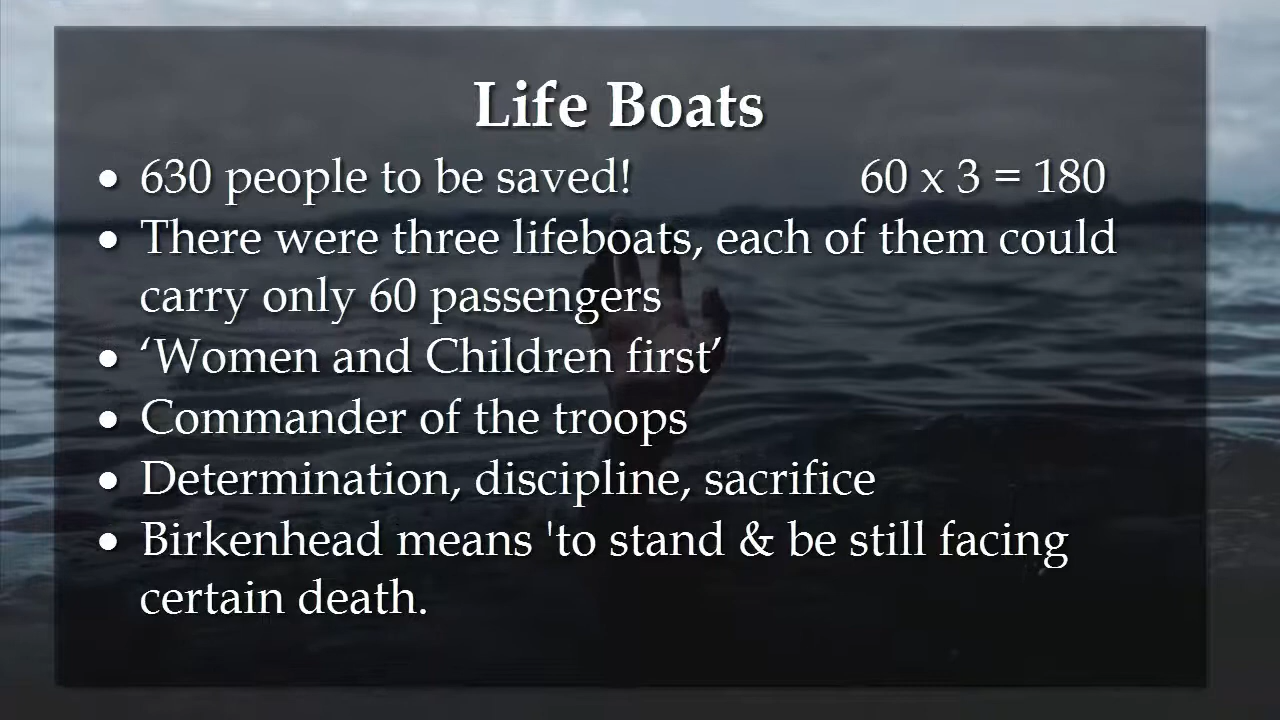 Life Boats
• 630 people to be saved! 60 x 3 = 180
• There were three lifeboats, each of them could
carry only 60 passengers
• ‘Women and Children first’
• Commander of the troops
• Determination, discipline, sacrifice
• Birkenhead means 'to stand & be still facing
certain death.